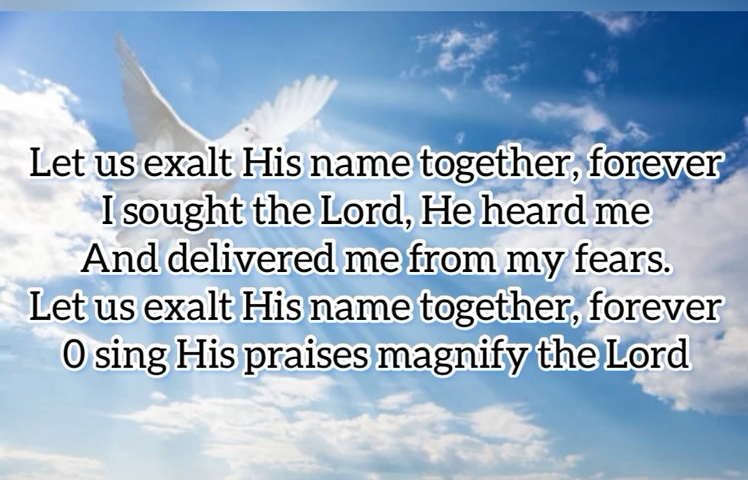 Let us exalt His name together, forever
I sought the Lord, He heard me
And delivered me from my fears.
Let us exalt His name together, forever
0 sing His praises magnify the Lord